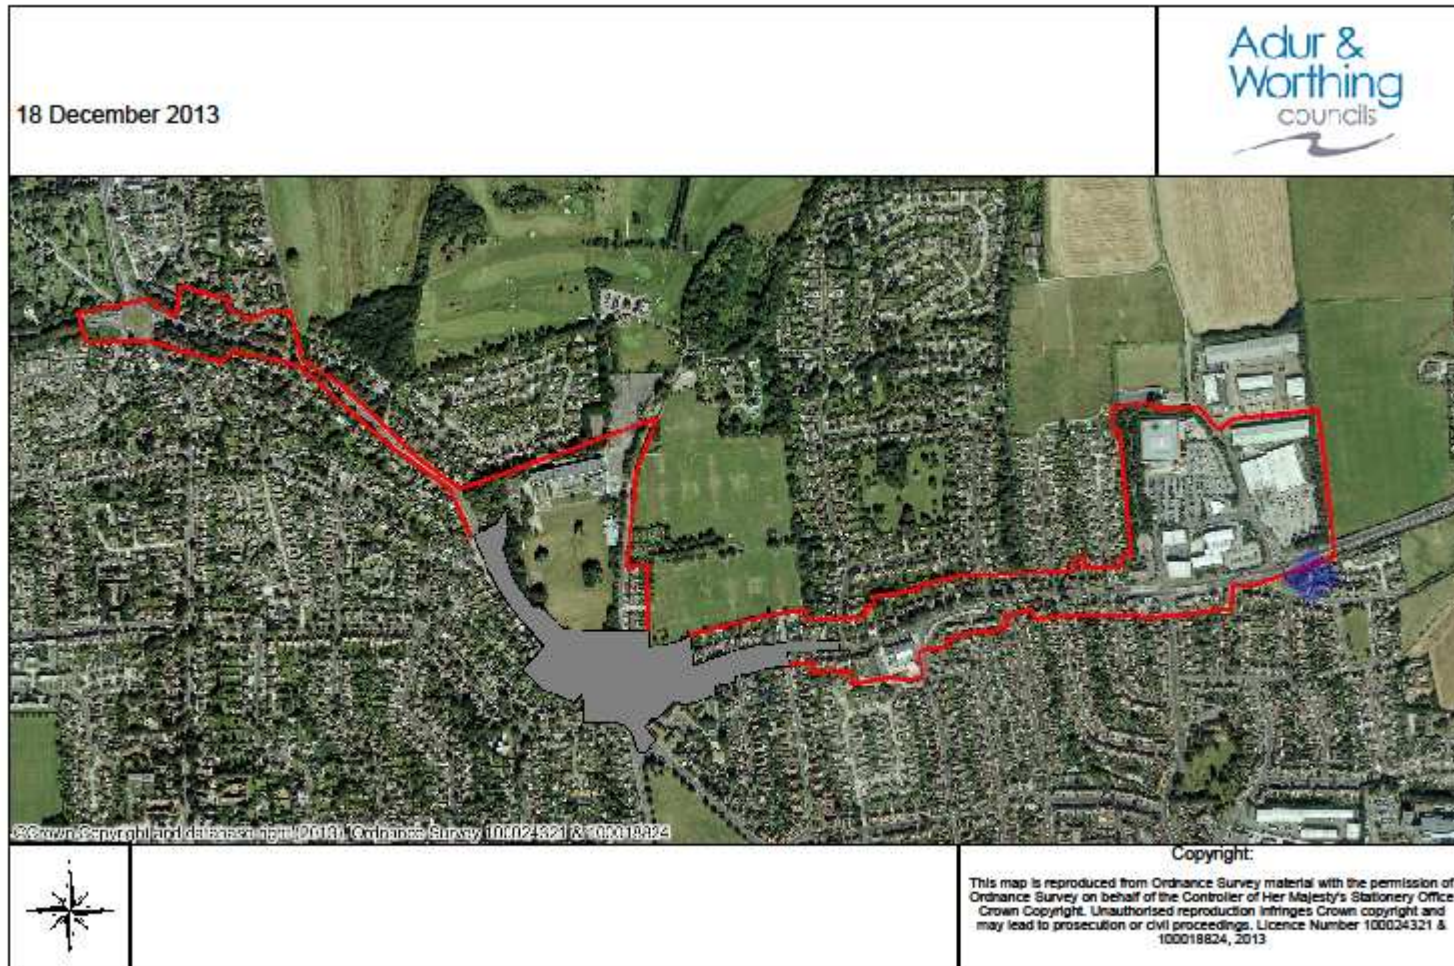 18 December 2013
Adur &
Worthing
councils
©Crown Copyright and database right (2013). Ordnance Survey 100024321 & 100018824
Copyright:
This map is reproduced from Ordnance Survey material with the permission of
Ordnance Survey on behalf of the Controller of Her Majesty's Stationery Office
Crown Copyright. Unauthorised reproduction infringes Crown copyright and
may lead to prosecution or civil proceedings. Licence Number 100024321 &
100018824, 2013